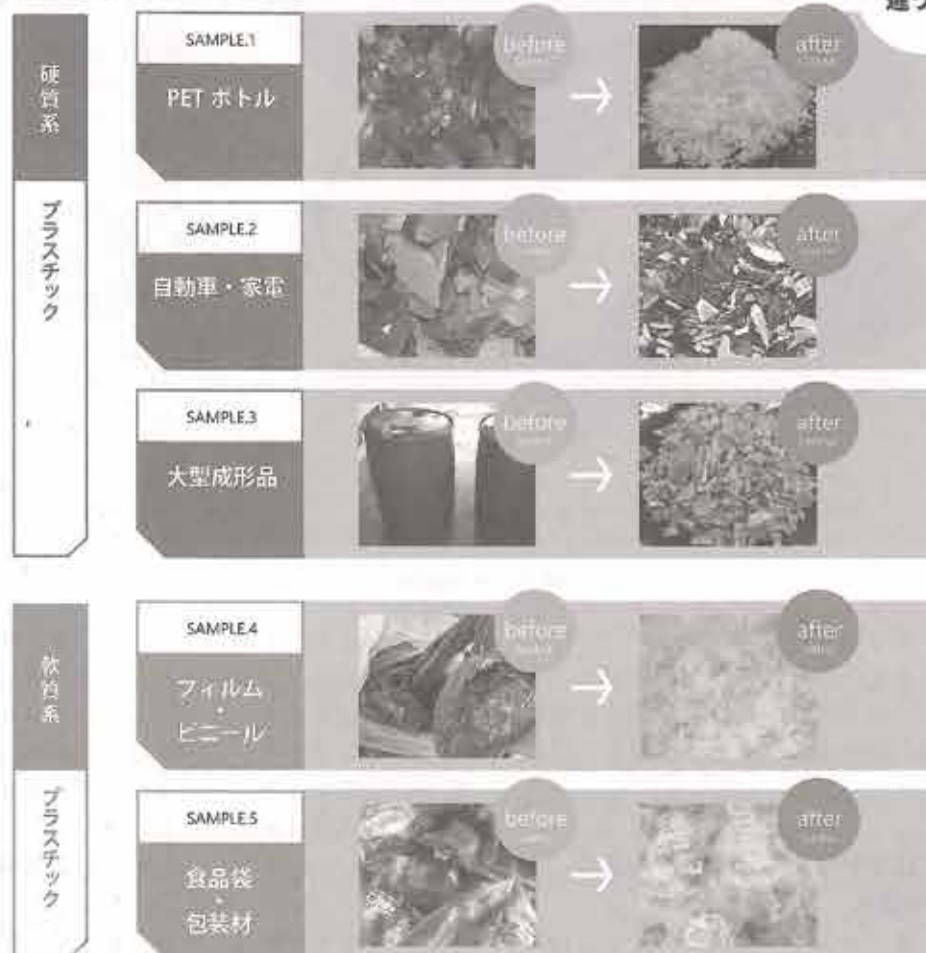 違う
硬質系
プラスチック
SAMPLE.1
PET ボトル
before
after
SAMPLE.2
自動車・家電
before
after
SAMPLE.3
大型成形品
before
after
軟質系
プラスチック
SAMPLE.4
フィルム
・
ビニール
before
after
SAMPLE.5
食品袋
・
包装材
before
after